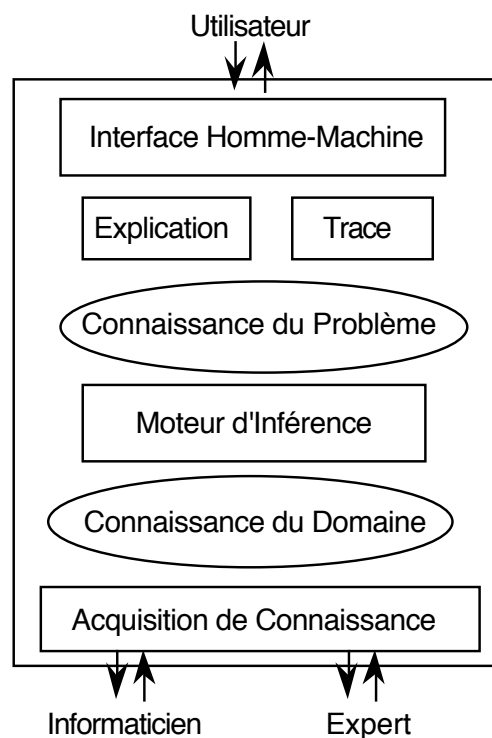 Utilisateur
Interface Homme-Machine
Explication
Trace
Connaissance du Problème
Moteur d'Inférence
Connaissance du Domaine
Acquisition de Connaissance
Informaticien
Expert